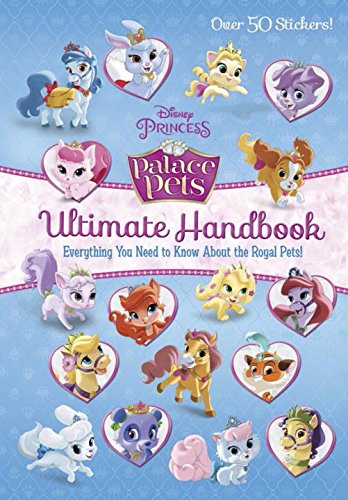 Over 50 Stickers!
Disney
Princess
Palace
Pets
Ultimate Handbook
Everything You Need to Know About the Royal Pets!